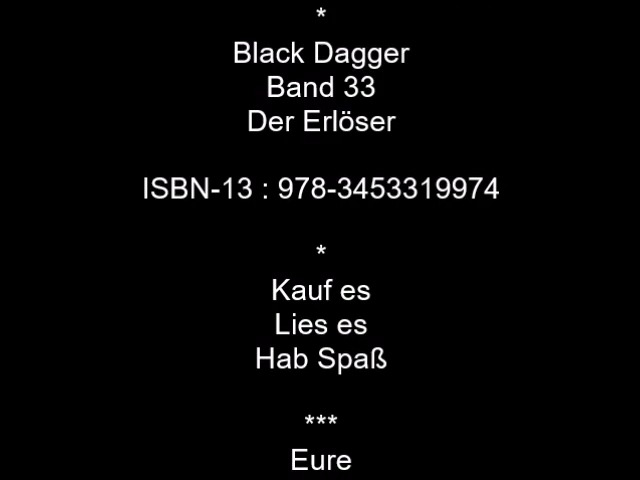 *
Black Dagger
Band 33
Der Erlöser
ISBN-13 : 978-3453319974
*
Kauf es
Lies es
Hab Spaß
***
Eure